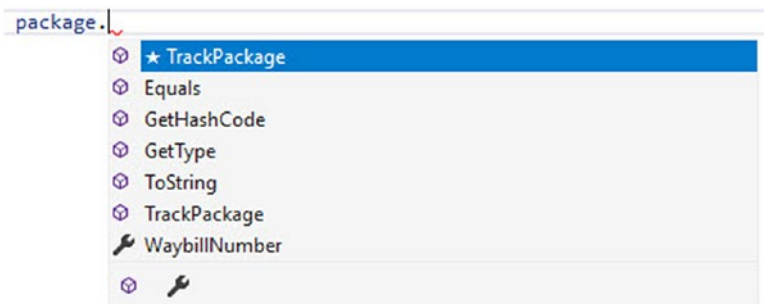 package.
★ TrackPackage
Equals
GetHashCode
GetType
ToString
TrackPackage
WaybillNumber